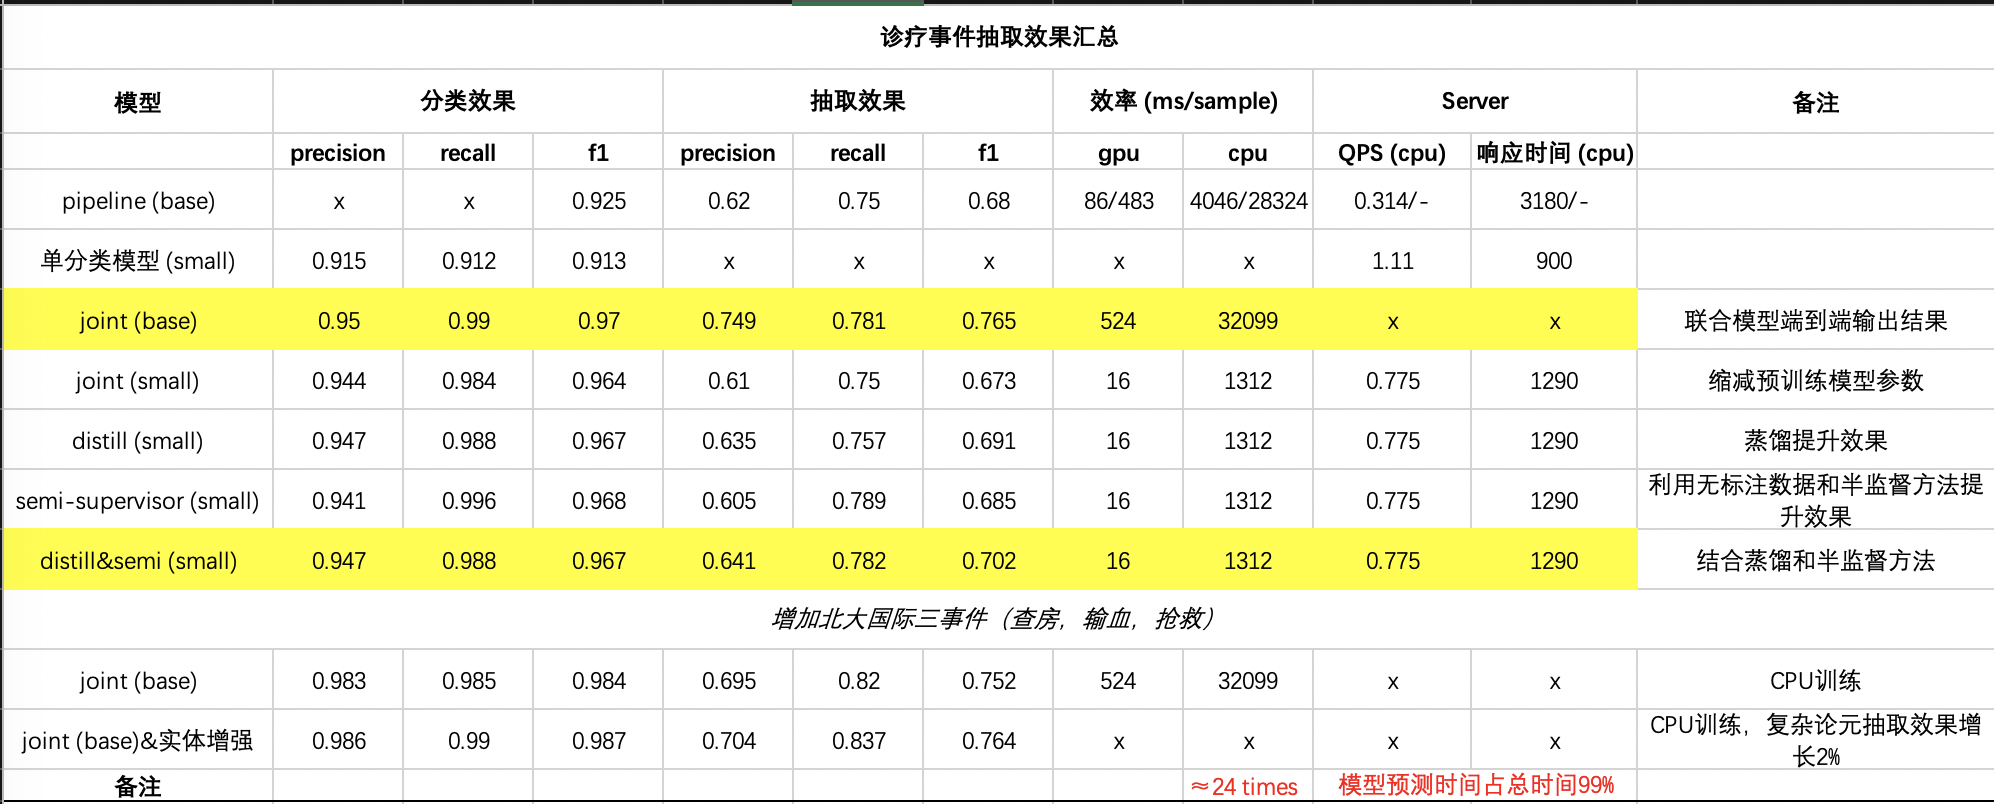 诊疗事件抽取效果汇总
模型 分类效果 抽取效果 效率 (ms/sample) Server 备注
precision recall f1 precision recall f1 gpu cpu QPS (cpu) 响应时间 (cpu)
pipeline (base) x x 0.925 0.62 0.75 0.68 86/483 4046/28324 0.314/- 3180/-
单分类模型 (small) 0.915 0.912 0.913 x x x x x 1.11 900
joint (base) 0.95 0.99 0.97 0.749 0.781 0.765 524 32099 x x 联合模型端到端输出结果
joint (small) 0.944 0.984 0.964 0.61 0.75 0.673 16 1312 0.775 1290 缩减预训练模型参数
distill (small) 0.947 0.988 0.967 0.635 0.757 0.691 16 1312 0.775 1290 蒸馏提升效果
semi-supervisor (small) 0.941 0.996 0.968 0.605 0.789 0.685 16 1312 0.775 1290 利用无标注数据和半监督方法提
升效果
distill&semi (small) 0.947 0.988 0.967 0.641 0.782 0.702 16 1312 0.775 1290 结合蒸馏和半监督方法
增加北大国际三事件（查房，输血，抢救）
joint (base) 0.983 0.985 0.984 0.695 0.82 0.752 524 32099 x x CPU训练
joint (base)&实体增强 0.986 0.99 0.987 0.704 0.837 0.764 x x x x CPU训练，复杂论元抽取效果增
长2%
备注 ≈24 times 模型预测时间占总时间99%